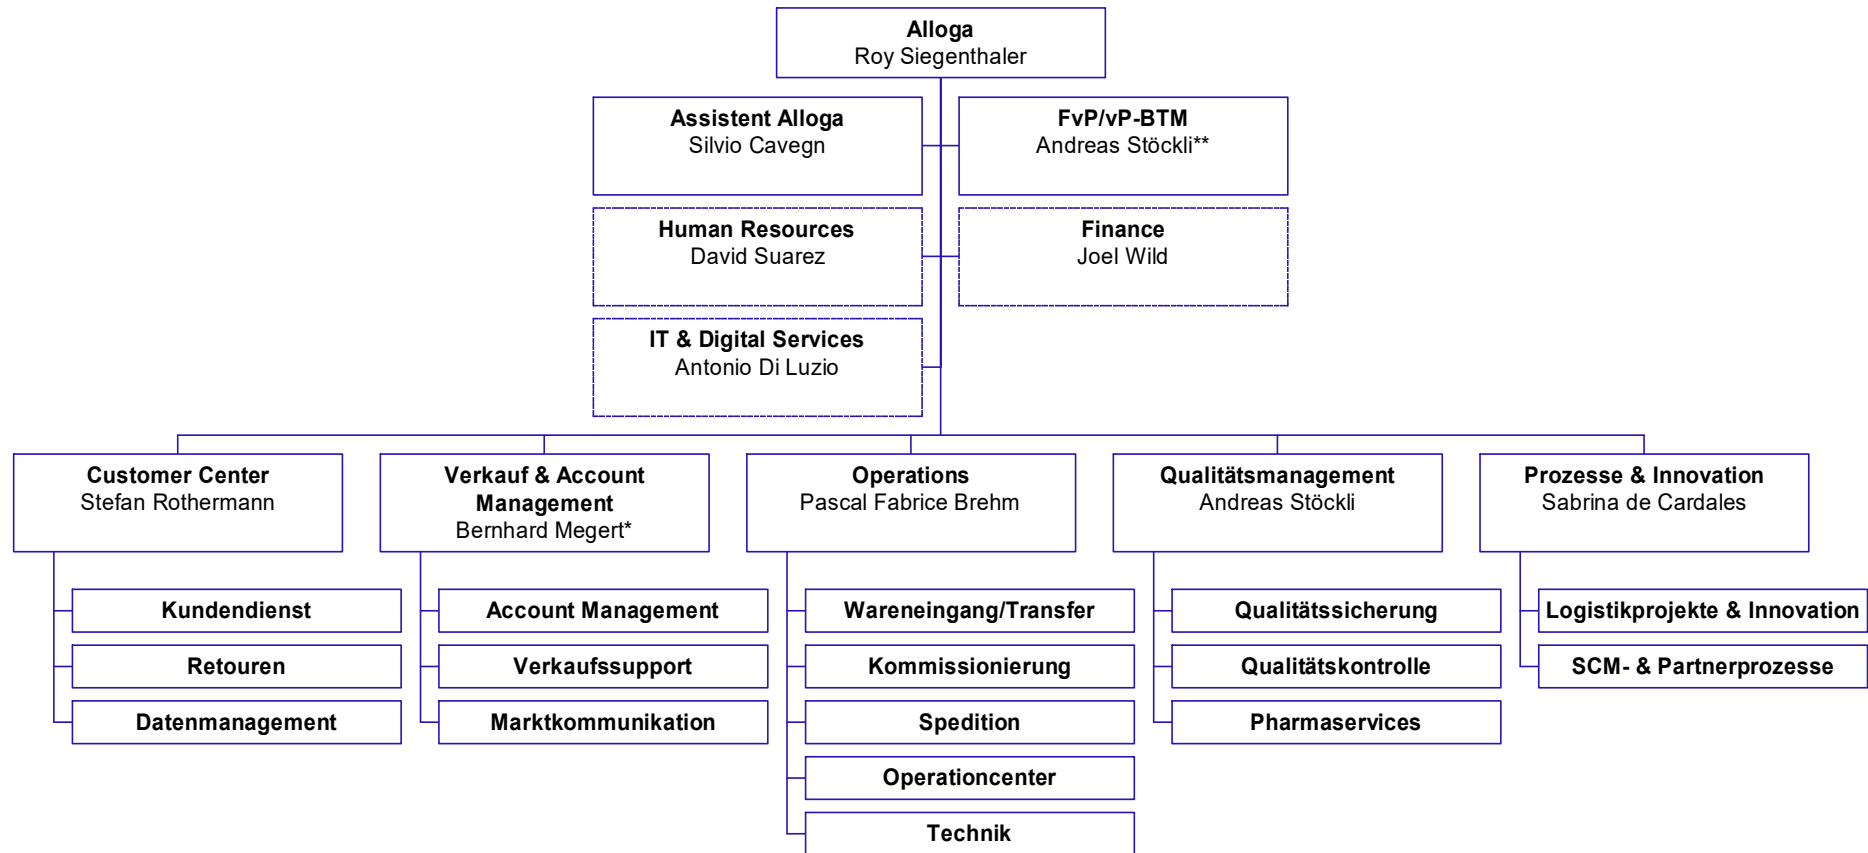 Alloga
Roy Siegenthaler
Assistent Alloga
Silvio Cavegn
FvP/vP-BTM
Andreas Stöckli**
Human Resources
David Suarez
Finance
Joel Wild
IT & Digital Services
Antonio Di Luzio
Customer Center
Stefan Rothermann
Verkauf & Account
Management
Bernhard Megert*
Operations
Pascal Fabrice Brehm
Qualitätsmanagement
Andreas Stöckli
Prozesse & Innovation
Sabrina de Cardales
Kundendienst
Retouren
Datenmanagement
Account Management
Verkaufssupport
Marktkommunikation
Wareneingang/Transfer
Kommissionierung
Spedition
Operationcenter
Technik
Qualitätssicherung
Qualitätskontrolle
Pharmaservices
Logistikprojekte & Innovation
SCM- & Partnerprozesse